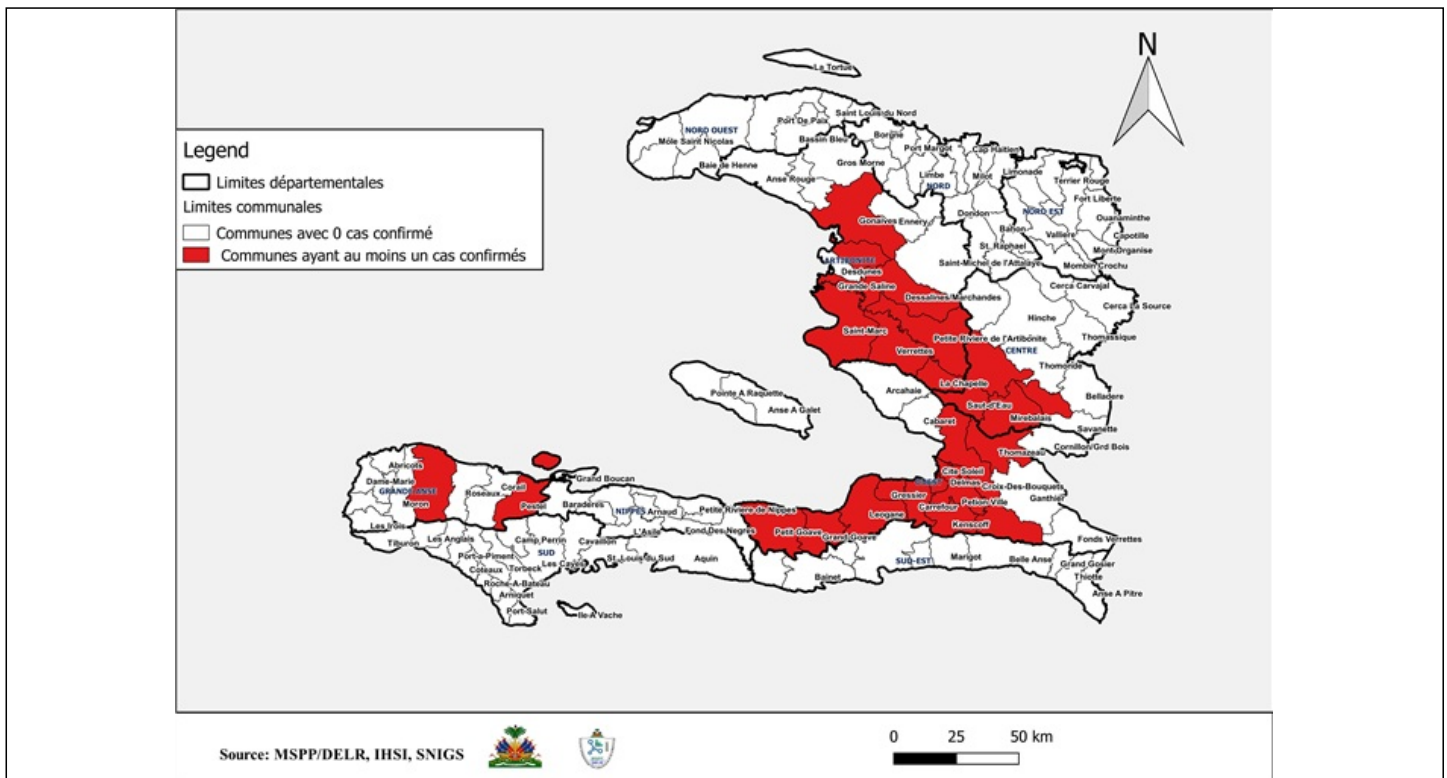 N
La Tortue
Saint Louis du Nord
Port De Paix
NORD OUEST
Môle Saint Nicolas
Bassin Bleu
Borgne
Port Margot
Cap Haitien
Baie de Henne
Gros Morne
Limbe
Milot
Limonade
Terrier Rouge
Anse Rouge
NORD
Fort Liberte
Gonaives
Ennery
Dondon
NORD EST
Ouanaminthe
Bahon
Valliere
Capotille
St. Raphael
Mont-Organise
ARTIBONITE
Saint-Michel de l'Attalaye
Mombin Crochu
Desdunes
Grande Saline
Cerca Carvajal
Dessalines/Marchandes
Cerca La Source
Hinche
Saint-Marc
Petite Riviere de l'Artibonite
Thomassique
Verrettes
CENTRE
Thomonde
La Chapelle
Pointe A Raquette
Arcahaie
Belladere
Anse A Galet
Saut-d'Eau
Mirebalais
Cabaret
Savanette
Cornillon/Grd Bois
Thomazeau
Abricots
Cite Soleil
Grand Boucan
Dame-Marie
Corail
Delmas
Croix-Des-Bouquets
GRANDE ANSE
Roseaux
Gressier
Ganthier
Moron
Pestel
Baraderes
Petion Ville
Petite Riviere de Nippes
Leogane
Carrefour
NIPPES
Arnaud
Les Irois
L'Asile
Fond Des Negres
Petit Goave
Grand-Goave
Kenscoff
Tiburon
Les Anglais
Camp Perrin
Cavaillon
Fonds Verrettes
Port-a-Piment
SUD
St. Louis du Sud
Aquin
Marigot
Belle Anse
Coteaux
Torbeck
Les Cayes
SUD-EST
Grand Gosier
Roche-A-Bateau
Bainet
Thiotte
Arniquet
Anse A Pitre
Port-Salut
Ile A Vache
Legend
Limites départementales
Limites communales
Communes avec 0 cas confirmé
Communes ayant au moins un cas confirmés
Source: MSPP/DELR, IHSI, SNIGS
0 25 50 km